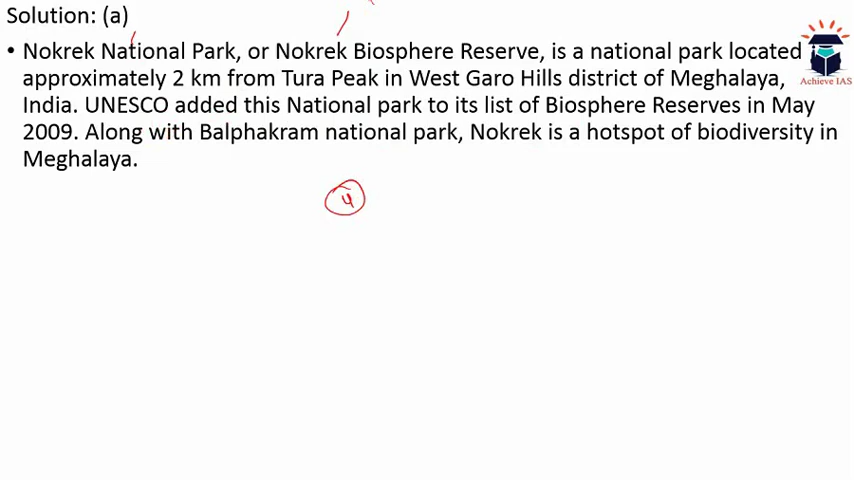 Solution: (a)
• Nokrek National Park, or Nokrek Biosphere Reserve, is a national park located
approximately 2 km from Tura Peak in West Garo Hills district of Meghalaya,
India. UNESCO added this National park to its list of Biosphere Reserves in May
2009. Along with Balphakram national park, Nokrek is a hotspot of biodiversity in
Meghalaya.
Achieve IAS